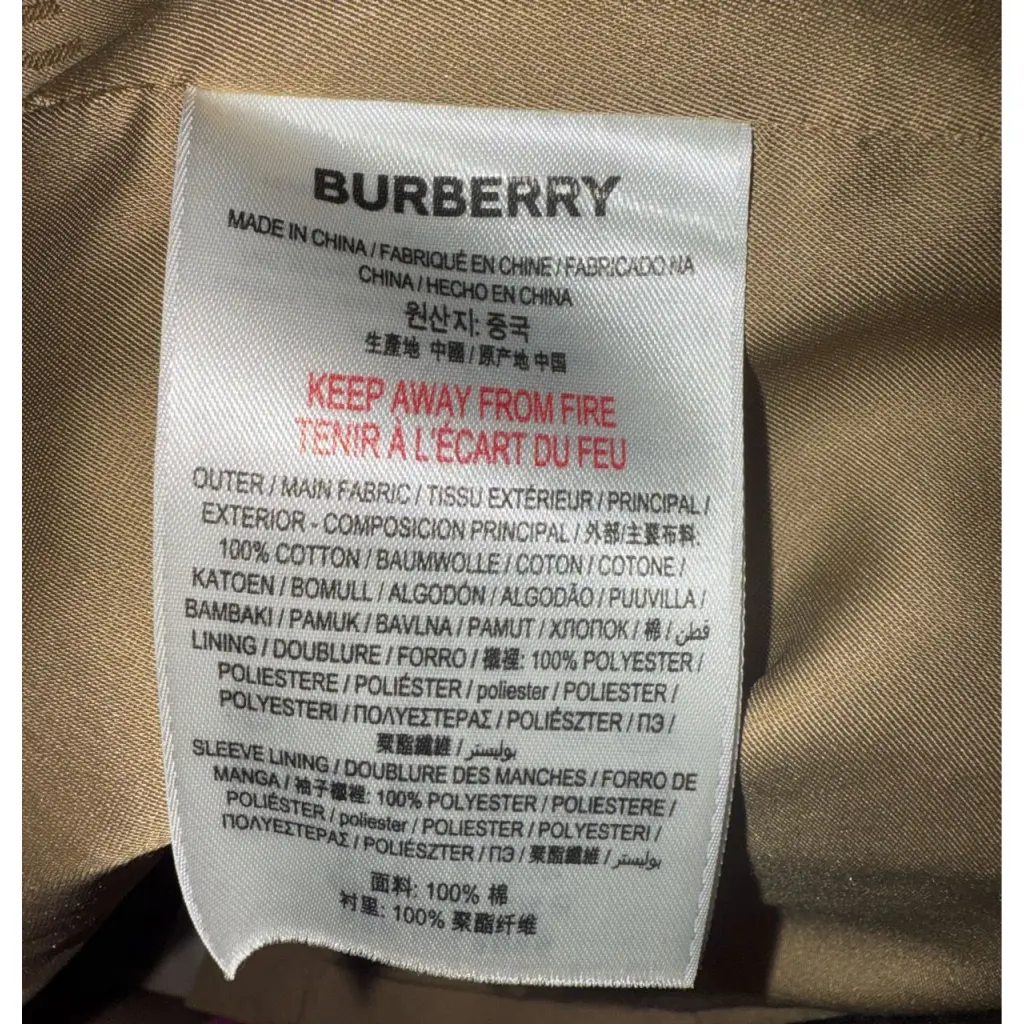 BURBERRY
MADE IN CHINA / FABRIQUÉ EN CHINE / FABRICADO NA
CHINA / HECHO EN CHINA
원산지: 중국
生產地 中國 / 原产地 中国
KEEP AWAY FROM FIRE
TENIR À L'ÉCART DU FEU
OUTER / MAIN FABRIC / TISSU EXTÉRIEUR / PRINCIPAL /
EXTERIOR - COMPOSICION PRINCIPAL / 外部/主要布料:
100% COTTON / BAUMWOLLE / COTON / COTONE /
KATOEN / BOMULL / ALGODÓN / ALGODÃO / PUUVILLA /
BAMBAKI / PAMUK / BAVLNA / PAMUT / ХЛОПОК / 棉 / قطن
LINING / DOUBLURE / FORRO / 襯裡: 100% POLYESTER /
POLIESTERE / POLIÉSTER / poliester / POLIESTER /
POLYESTERI / ΠΟΛΥΕΣΤΕΡΑΣ / POLIÉSZTER / ПЭ /
聚酯纖維 / بوليستر
SLEEVE LINING / DOUBLURE DES MANCHES / FORRO DE
MANGA / 袖子襯裡: 100% POLYESTER / POLIESTERE /
POLIÉSTER / poliester / POLIESTER / POLYESTERI /
ΠΟΛΥΕΣΤΕΡΑΣ / POLIÉSZTER / ПЭ / 聚酯纖維 / بوليستر
面料: 100% 棉
衬里: 100% 聚酯纤维